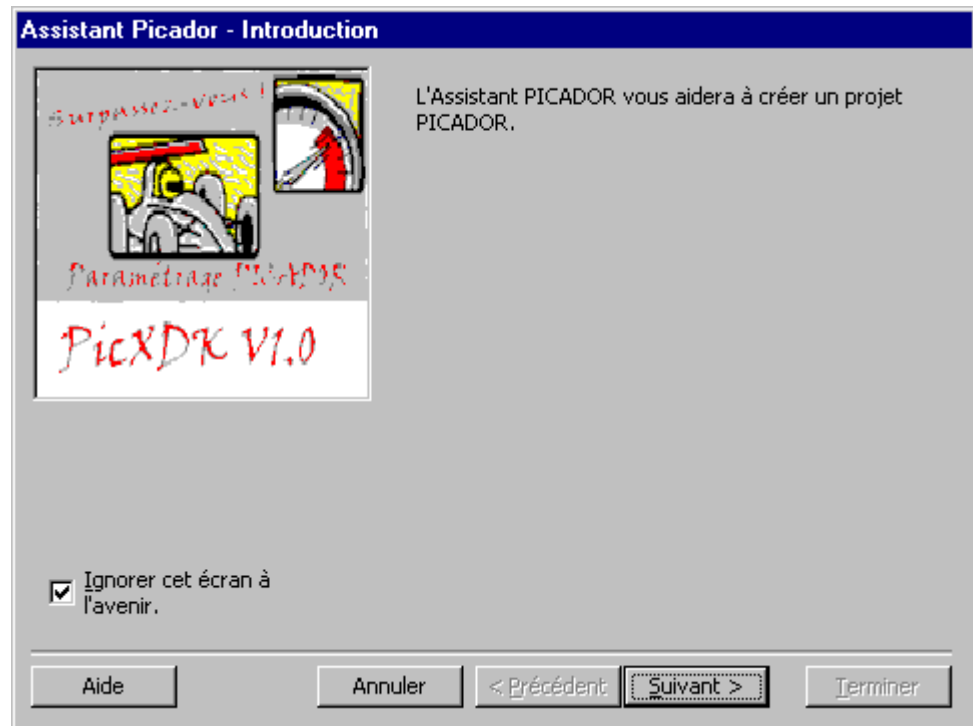 Assistant Picador - Introduction
Surpassez-vous !
Paramétrage PICADOR
PicXDK V1.0
L'Assistant PICADOR vous aidera à créer un projet
PICADOR.
Ignorer cet écran à
l'avenir.
Aide
Annuler
< Précédent
Suivant >
Terminer